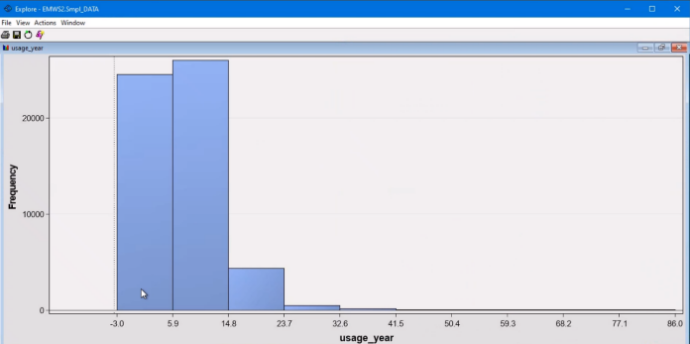 Explore - EMWS2.Smpl_DATA
File View Actions Window
usage_year
20000
10000
0
Frequency
-3.0 5.9 14.8 23.7 32.6 41.5 50.4 59.3 68.2 77.1 86.0
usage_year